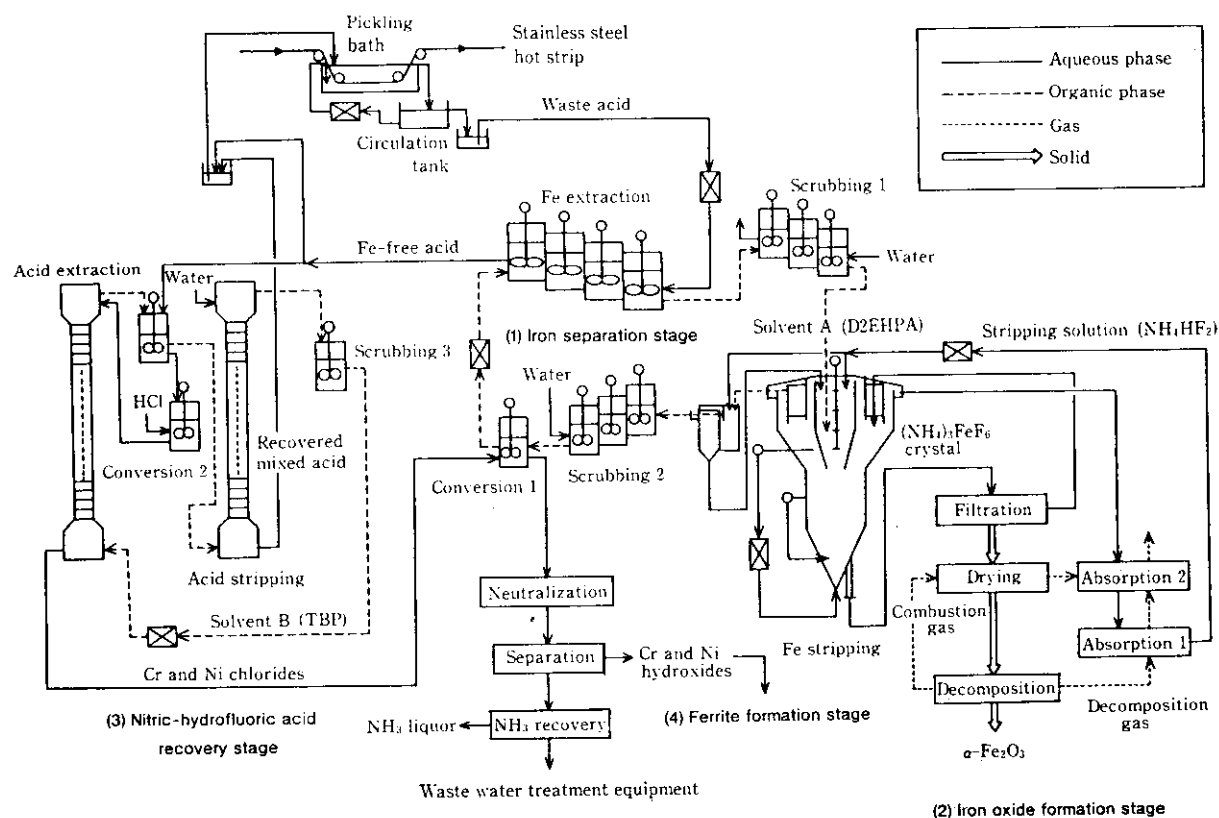 Pickling
bath
Stainless steel
hot strip
Aqueous phase
Organic phase
Gas
Solid
Waste acid
Circulation
tank
Scrubbing 1
Fe extraction
Fe-free acid
Water
Acid extraction
Water
(1) Iron separation stage
Solvent A (D2EHPA)
Stripping solution (NH₄HF₂)
Scrubbing 3
Water
HCl
Recovered
mixed acid
(NH₄)₃FeF₆
crystal
Conversion 2
Conversion 1
Scrubbing 2
Filtration
Acid stripping
Neutralization
Drying
Absorption 2
Combustion
gas
Solvent B (TBP)
Absorption 1
Separation
Cr and Ni
hydroxides
Fe stripping
Cr and Ni chlorides
Decomposition
Decomposition
gas
(3) Nitric-hydrofluoric acid
recovery stage
NH₃ liquor
NH₃ recovery
(4) Ferrite formation stage
α-Fe₂O₃
Waste water treatment equipment
(2) Iron oxide formation stage